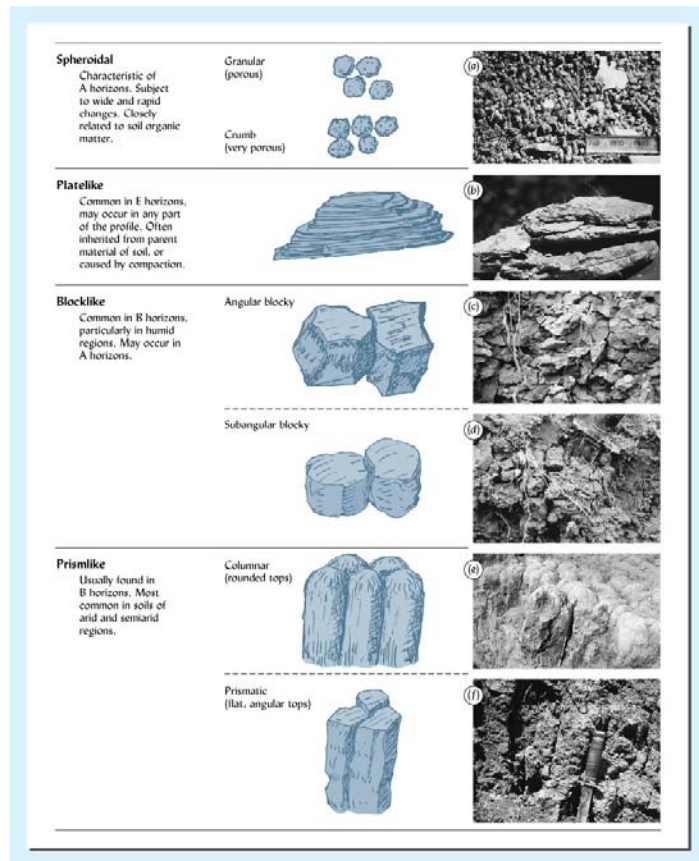 Spheroidal
Characteristic of
A horizons. Subject
to wide and rapid
changes. Closely
related to soil organic
matter.
Granular
(porous)
Crumb
(very porous)
(a)
Platelike
Common in E horizons,
may occur in any part
of the profile. Often
inherited from parent
material of soil, or
caused by compaction.
(b)
Blocklike
Common in B horizons,
particularly in humid
regions. May occur in
A horizons.
Angular blocky
(c)
Subangular blocky
(d)
Prismlike
Usually found in
B horizons. Most
common in soils of
arid and semiarid
regions.
Columnar
(rounded tops)
(e)
Prismatic
(flat, angular tops)
(f)